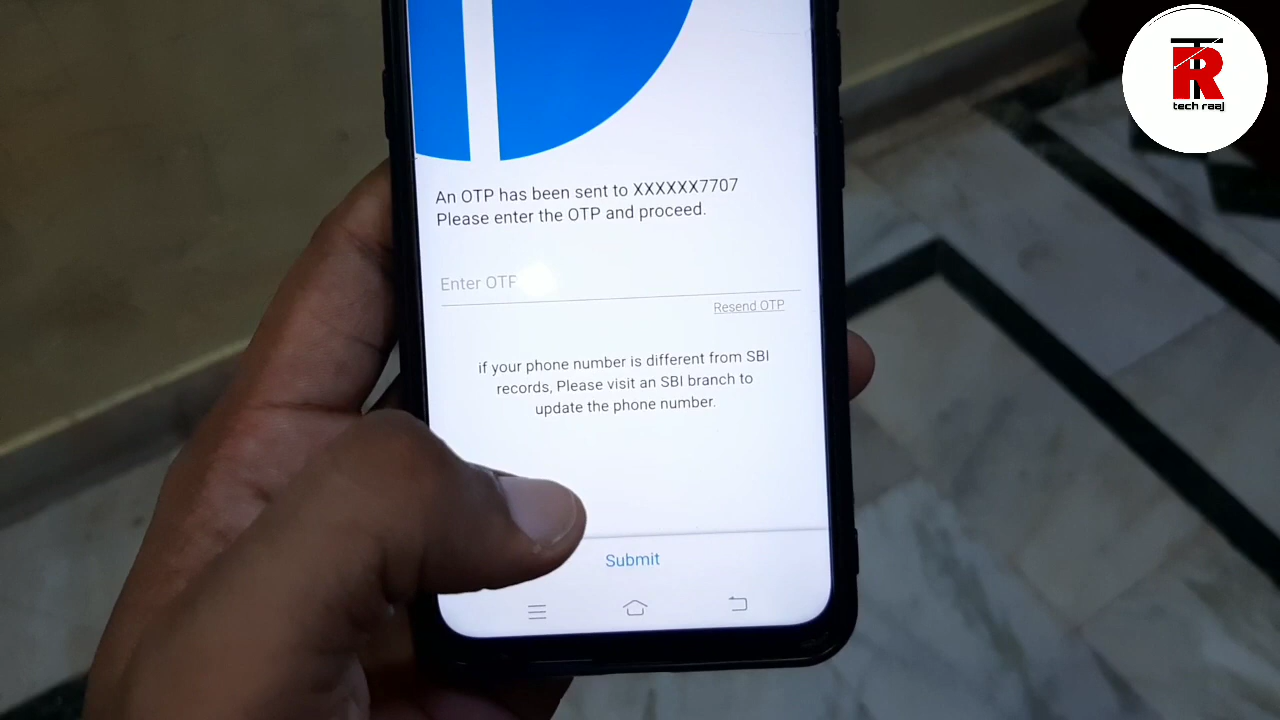 TR
tech raaj
An OTP has been sent to XXXXXX7707
Please enter the OTP and proceed.
Enter OTP
Resend OTP
if your phone number is different from SBI
records, Please visit an SBI branch to
update the phone number.
Submit